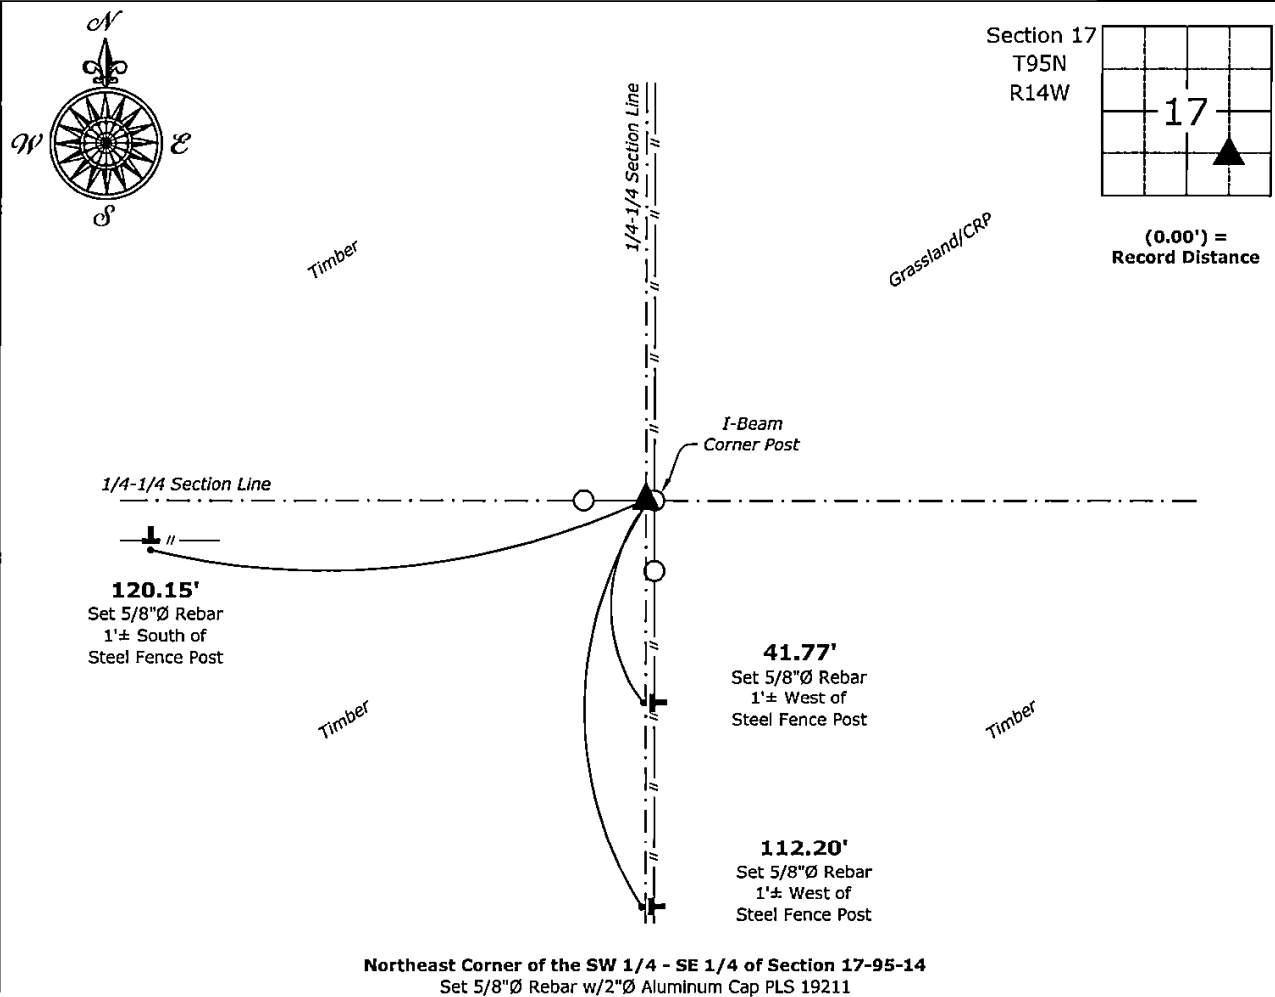 N
W
E
S
Section 17
T95N
R14W
17
(0.00') =
Record Distance
1/4-1/4 Section Line
Timber
Grassland/CRP
I-Beam
Corner Post
1/4-1/4 Section Line
120.15'
Set 5/8"Ø Rebar
1'± South of
Steel Fence Post
41.77'
Set 5/8"Ø Rebar
1'± West of
Steel Fence Post
Timber
Timber
112.20'
Set 5/8"Ø Rebar
1'± West of
Steel Fence Post
Northeast Corner of the SW 1/4 - SE 1/4 of Section 17-95-14
Set 5/8"Ø Rebar w/2"Ø Aluminum Cap PLS 19211